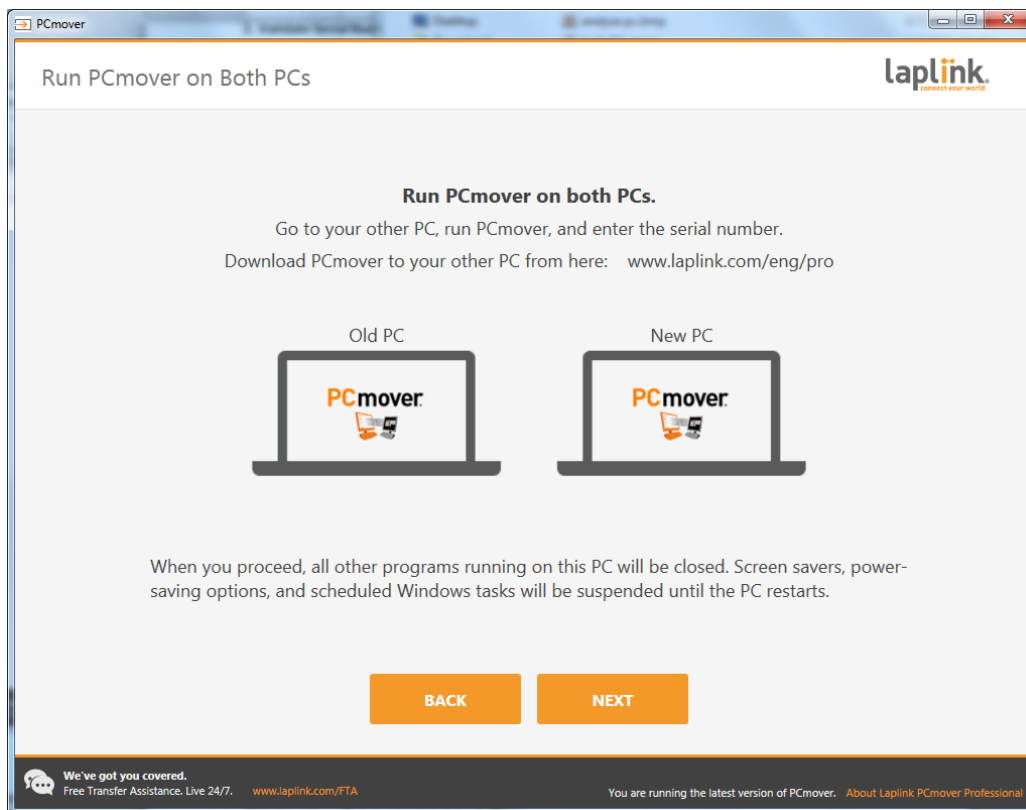 PCmover
Desktop
Run PCmover on Both PCs
laplink.
connect your world
Run PCmover on both PCs.
Go to your other PC, run PCmover, and enter the serial number.
Download PCmover to your other PC from here: www.laplink.com/eng/pro
Old PC New PC
PCmover. PCmover.
When you proceed, all other programs running on this PC will be closed. Screen savers, power-
saving options, and scheduled Windows tasks will be suspended until the PC restarts.
BACK NEXT
We've got you covered.
Free Transfer Assistance. Live 24/7. www.laplink.com/FTA
You are running the latest version of PCmover. About Laplink PCmover Professional